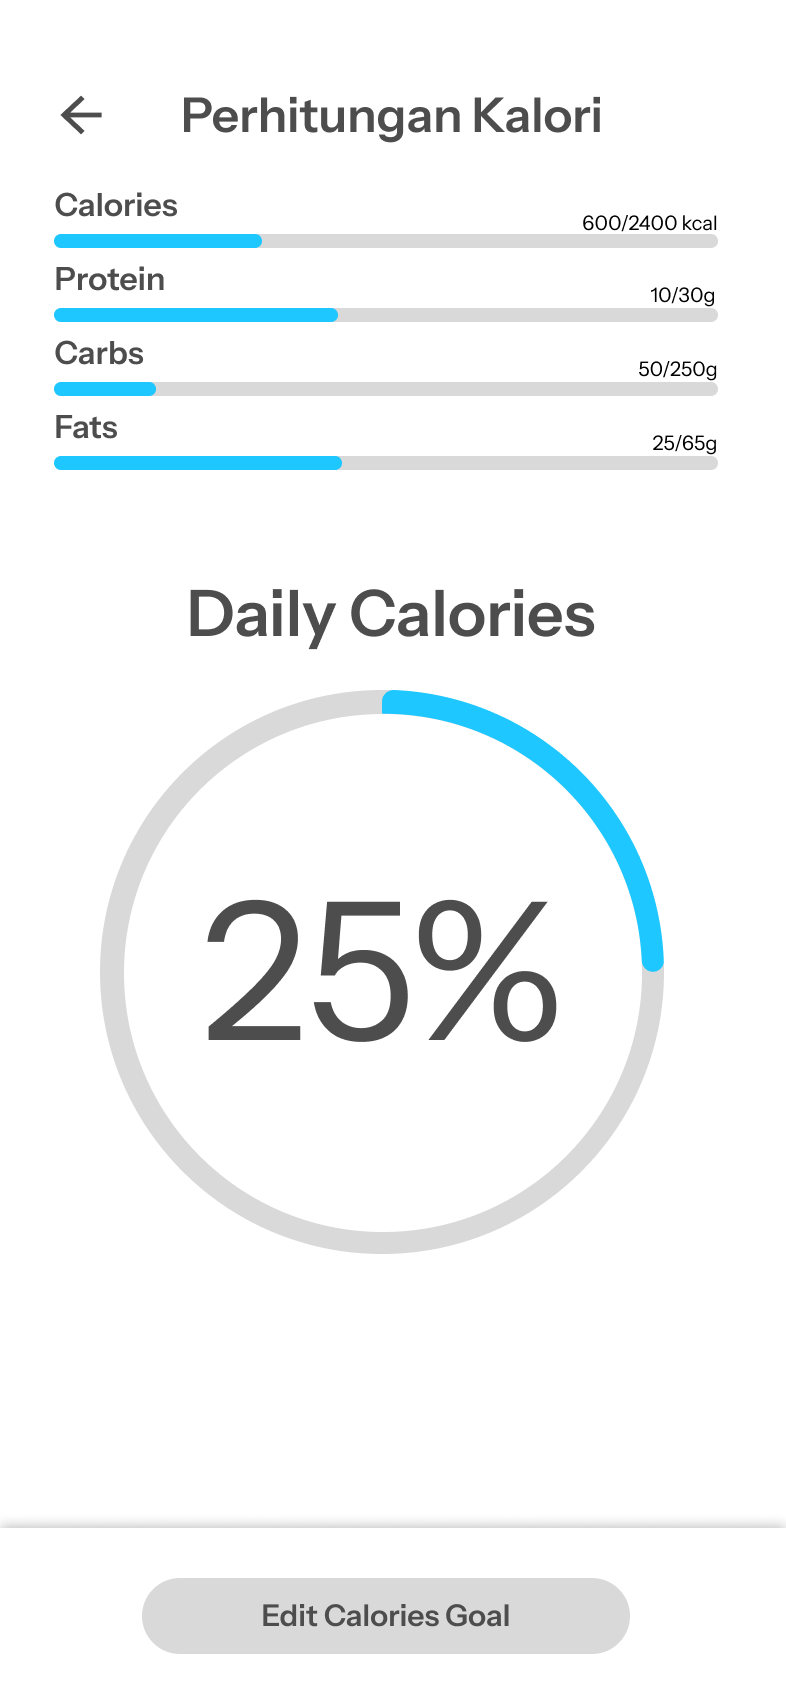 Perhitungan Kalori
Calories
600/2400 kcal
Protein
10/30g
Carbs
50/250g
Fats
25/65g
Daily Calories
25%
Edit Calories Goal